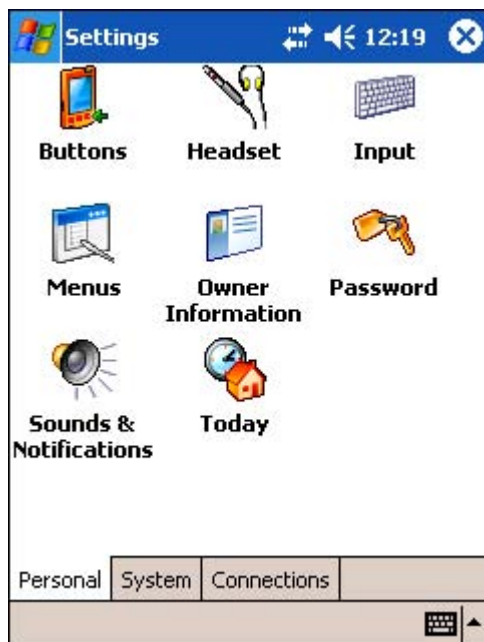 Settings 12:19
Buttons Headset Input
Menus Owner Password
Information
Sounds & Today
Notifications
Personal System Connections